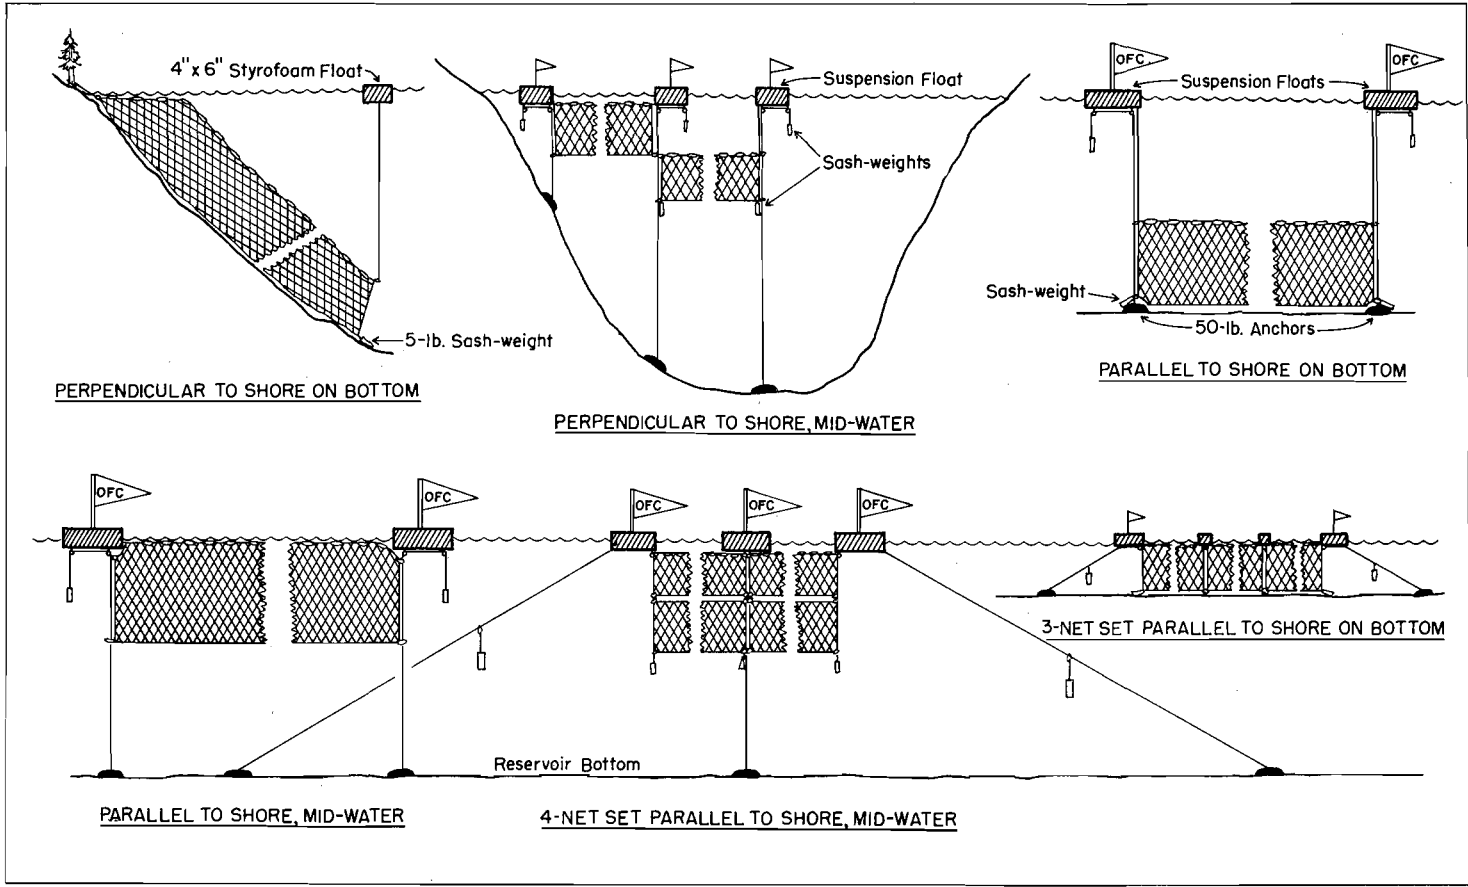 4" x 6" Styrofoam Float
5-lb. Sash-weight
PERPENDICULAR TO SHORE ON BOTTOM
Suspension Float
Sash-weights
PERPENDICULAR TO SHORE, MID-WATER
OFC
OFC
Suspension Floats
Sash-weight
50-lb. Anchors
PARALLEL TO SHORE ON BOTTOM
OFC
OFC
PARALLEL TO SHORE, MID-WATER
OFC
OFC
OFC
Reservoir Bottom
4-NET SET PARALLEL TO SHORE, MID-WATER
3-NET SET PARALLEL TO SHORE ON BOTTOM